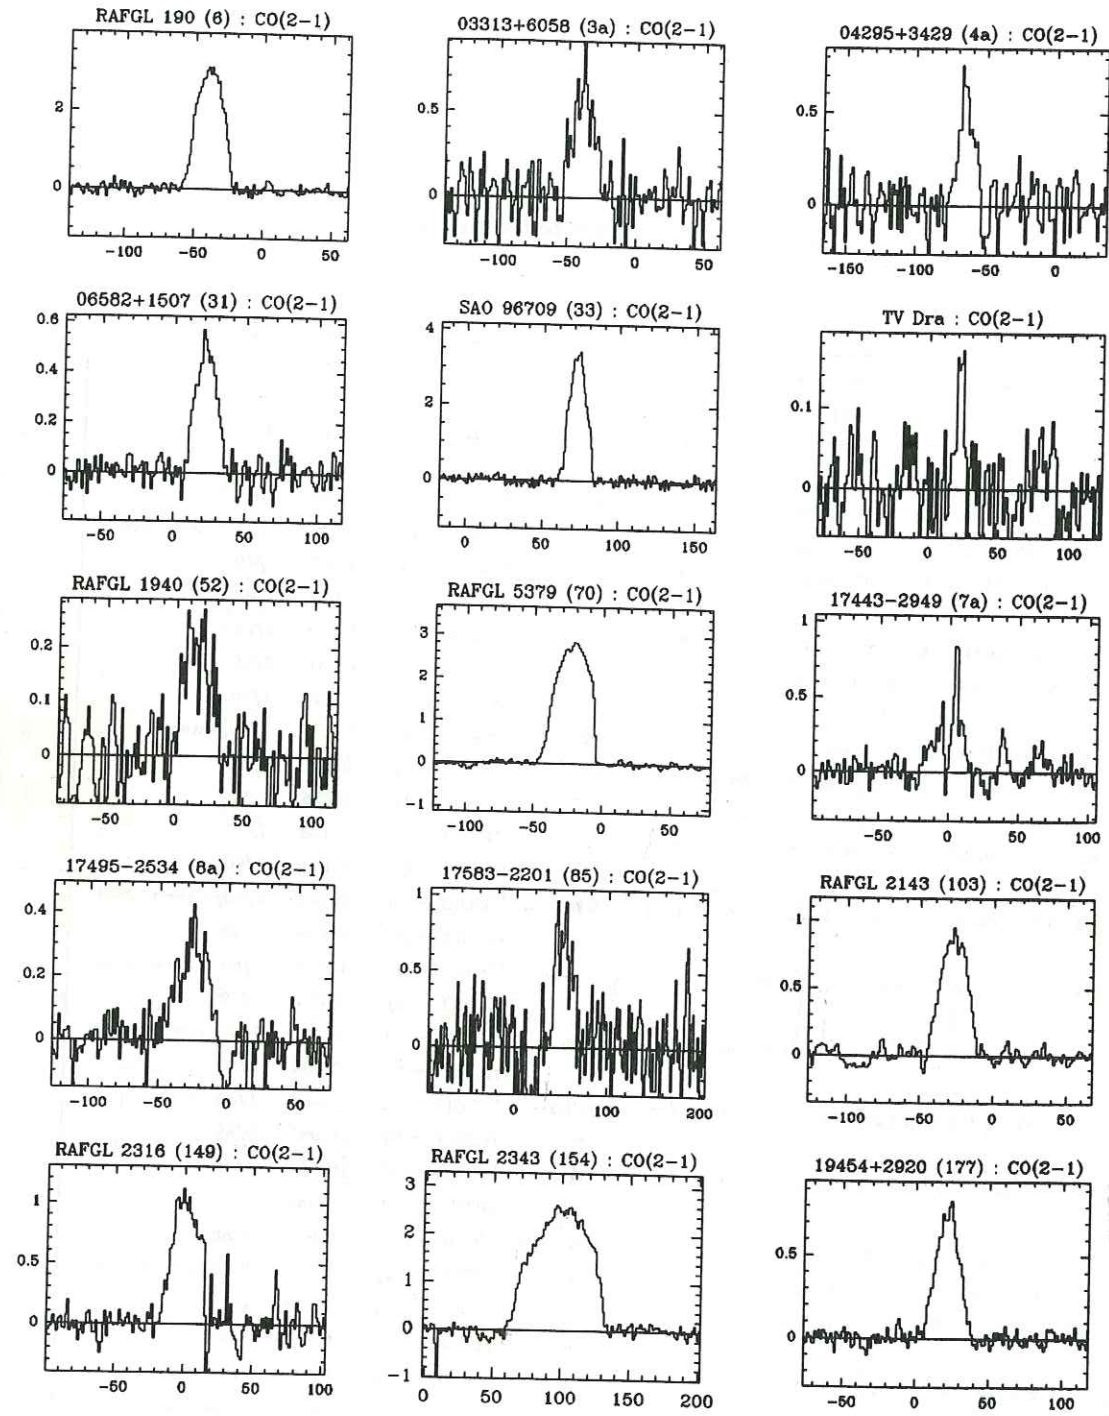 RAFGL 190 (6) : CO(2−1)
2
0
−100 −50 0 50
03313+6058 (3a) : CO(2−1)
0.5
0
−100 −50 0 50
04295+3429 (4a) : CO(2−1)
0.5
0
−150 −100 −50 0
06582+1507 (31) : CO(2−1)
0.6
0.4
0.2
0
−50 0 50 100
SAO 96709 (33) : CO(2−1)
4
2
0
0 50 100 150
TV Dra : CO(2−1)
0.1
0
−50 0 50 100
RAFGL 1940 (52) : CO(2−1)
0.2
0.1
0
−50 0 50 100
RAFGL 5379 (70) : CO(2−1)
3
2
1
0
−1
−100 −50 0 50
17443−2949 (7a) : CO(2−1)
1
0.5
0
−50 0 50 100
17495−2534 (8a) : CO(2−1)
0.4
0.2
0
−100 −50 0 50
17583−2201 (85) : CO(2−1)
1
0.5
0
0 100 200
RAFGL 2143 (103) : CO(2−1)
1
0.5
0
−100 −50 0 50
RAFGL 2316 (149) : CO(2−1)
1
0.5
0
−50 0 50 100
RAFGL 2343 (154) : CO(2−1)
3
2
1
0
−1
0 50 100 150 200
19454+2920 (177) : CO(2−1)
0.5
0
−50 0 50 100